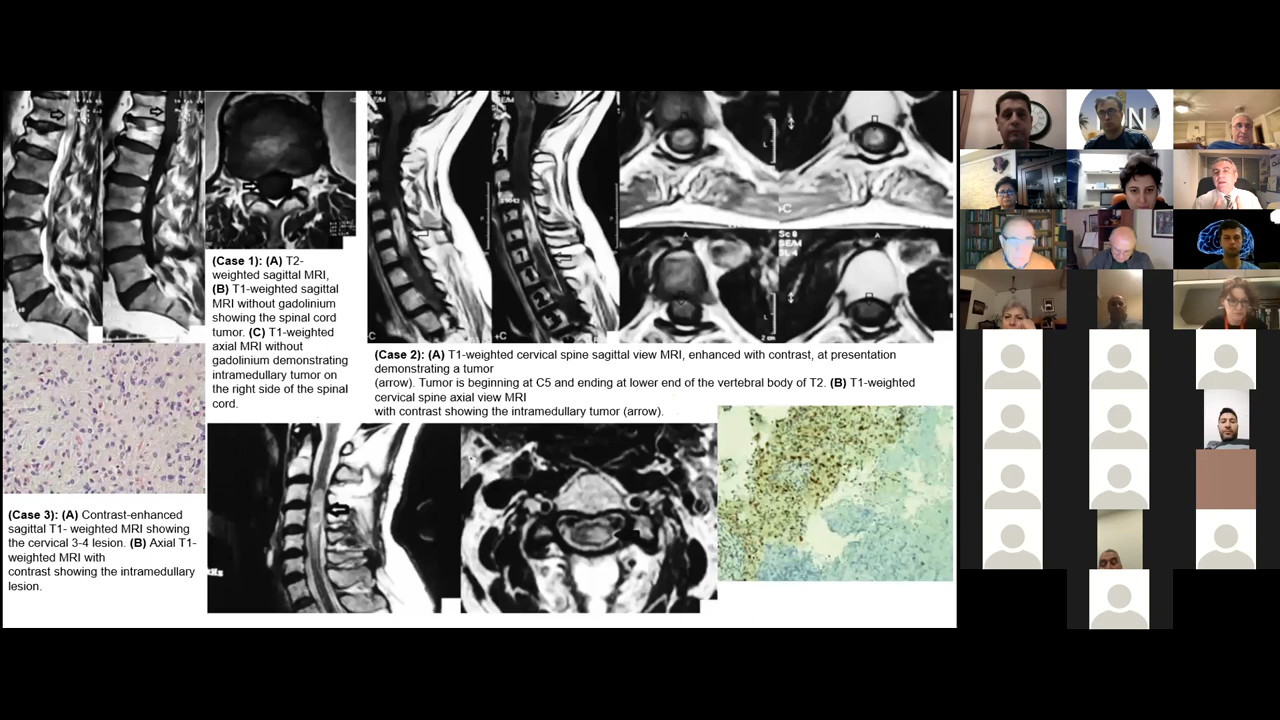 (Case 1): (A) T2-
weighted sagittal MRI,
(B) T1-weighted sagittal
MRI without gadolinium
showing the spinal cord
tumor. (C) T1-weighted
axial MRI without
gadolinium demonstrating
intramedullary tumor on
the right side of the spinal
cord.
(Case 2): (A) T1-weighted cervical spine sagittal view MRI, enhanced with contrast, at presentation
demonstrating a tumor
(arrow). Tumor is beginning at C5 and ending at lower end of the vertebral body of T2. (B) T1-weighted
cervical spine axial view MRI
with contrast showing the intramedullary tumor (arrow).
(Case 3): (A) Contrast-enhanced
sagittal T1- weighted MRI showing
the cervical 3-4 lesion. (B) Axial T1-
weighted MRI with
contrast showing the intramedullary
lesion.
+C
+C
+C
A
A
L
L
2 cm
SE/M
N